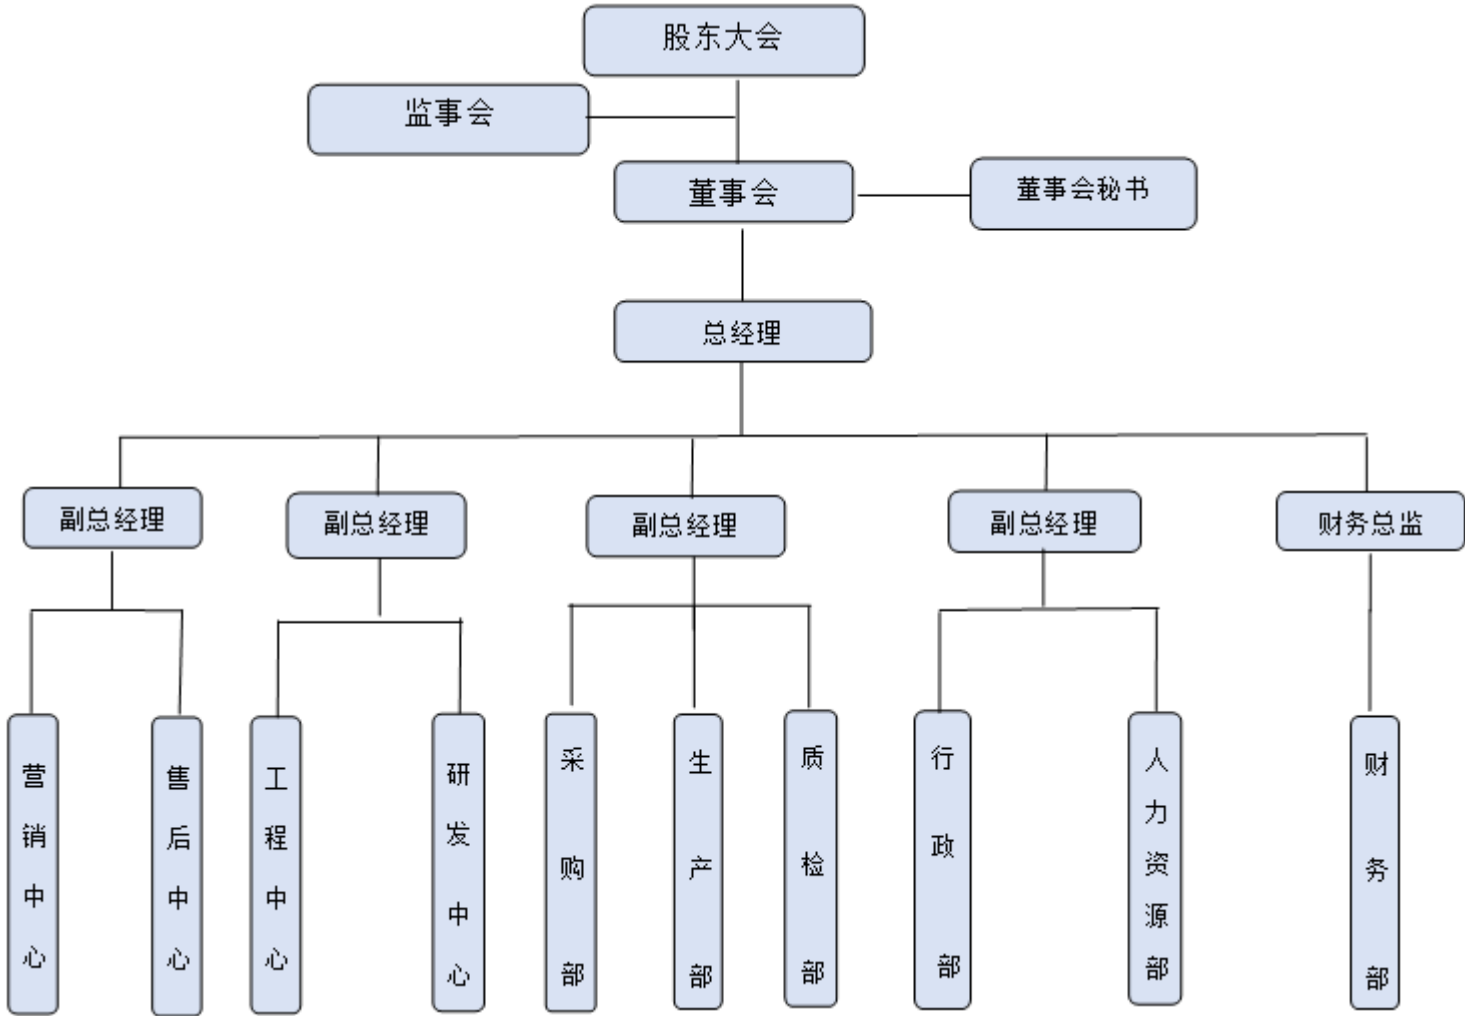 股东大会
监事会
董事会
董事会秘书
总经理
副总经理
副总经理
副总经理
副总经理
财务总监
营销中心
售后中心
工程中心
研发中心
采购部
生产部
质检部
行政部
人力资源部
财务部